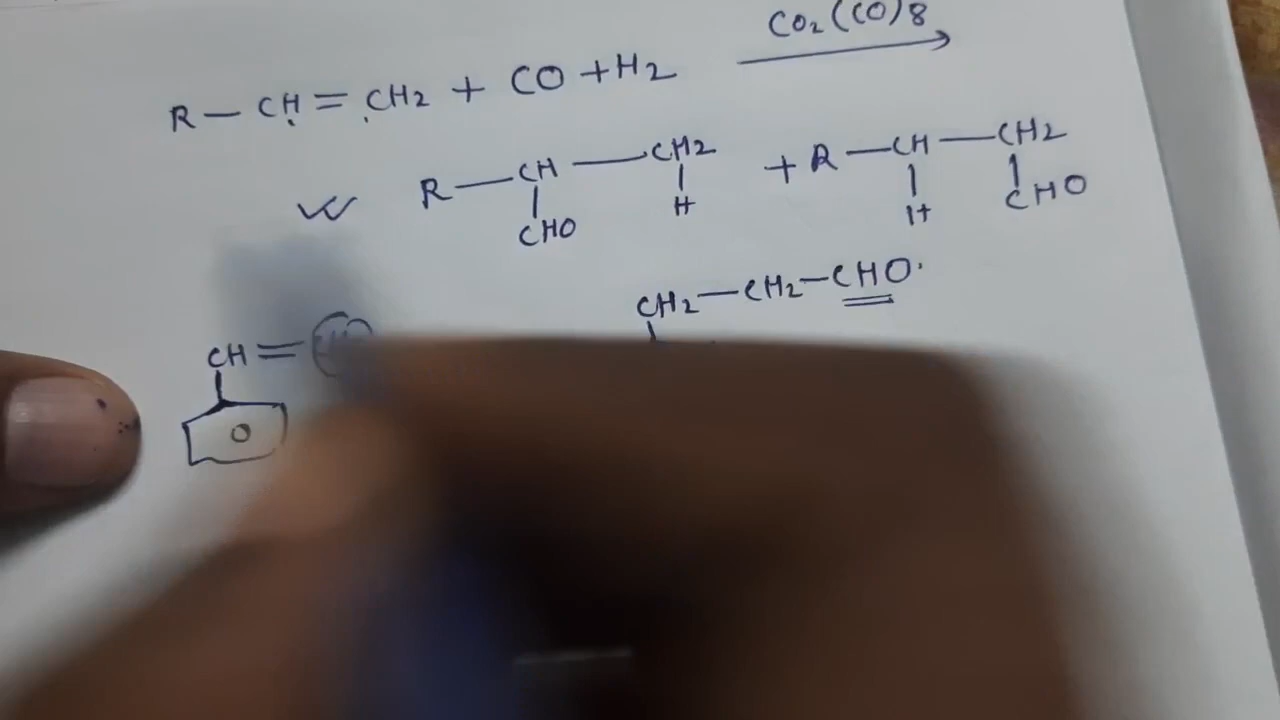 Co₂(CO)8
R — CH = CH₂ + CO + H₂ →
R — CH — CH₂ + R — CH — CH₂
CHO H H CHO
CH₂ — CH₂ — CHO
CH =